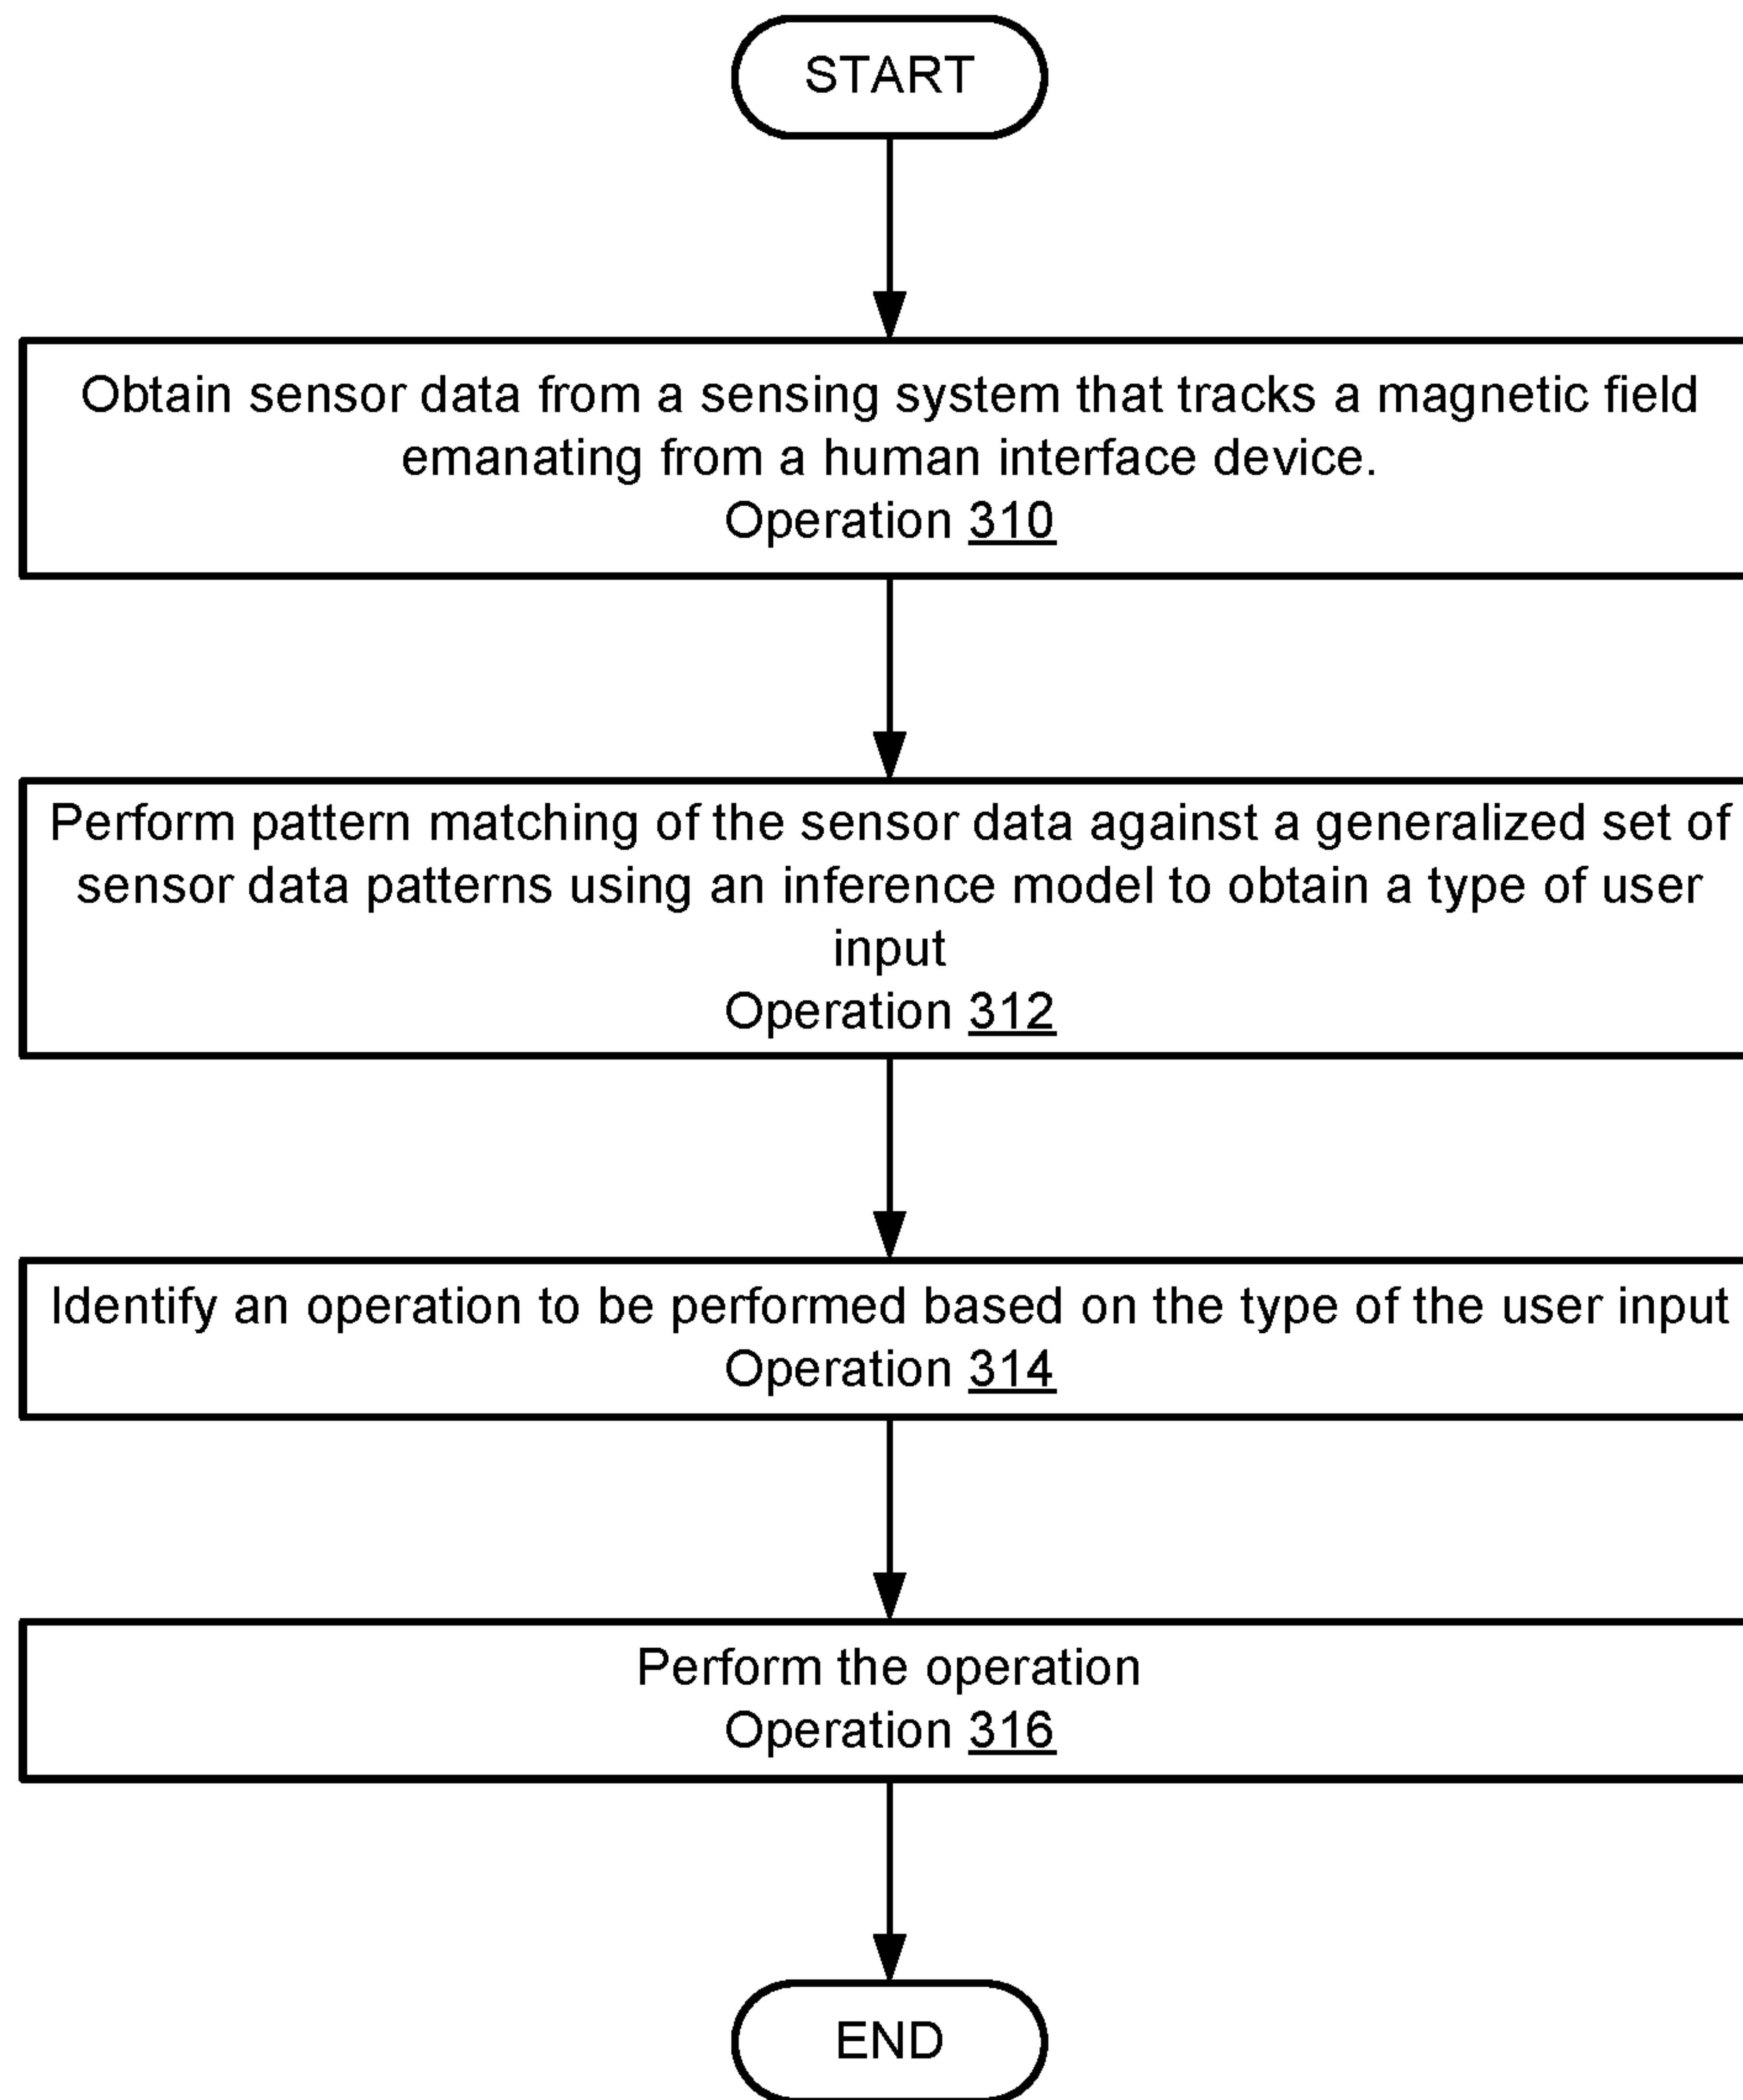 START
Obtain sensor data from a sensing system that tracks a magnetic field
emanating from a human interface device.
Operation 310
Perform pattern matching of the sensor data against a generalized set of
sensor data patterns using an inference model to obtain a type of user
input
Operation 312
Identify an operation to be performed based on the type of the user input
Operation 314
Perform the operation
Operation 316
END